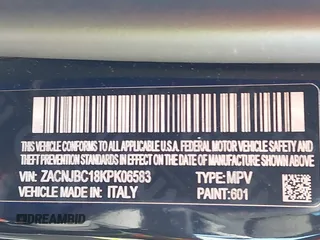 THIS VEHICLE CONFORMS TO ALL APPLICABLE U.S.A. FEDERAL MOTOR VEHICLE SAFETY AND
THEFT PREVENTION STANDARDS IN EFFECT ON THE DATE OF MANUFACTURE SHOWN ABOVE
VIN: ZACNJBC18KPK06583 TYPE: MPV
VEHICLE MADE IN: ITALY PAINT: 601
DREAMBID